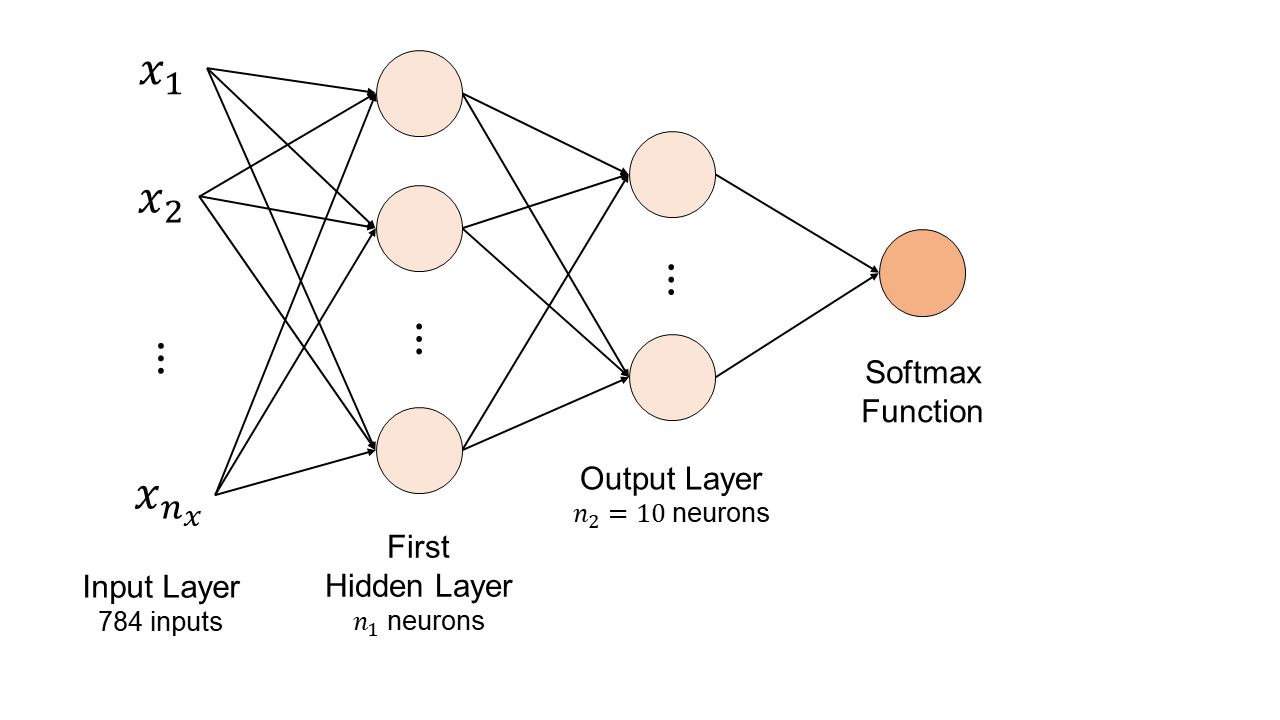 x₁
x₂
⋮
xₙₓ
Input Layer
784 inputs
⋮
First
Hidden Layer
n₁ neurons
⋮
Output Layer
n₂ = 10 neurons
Softmax
Function